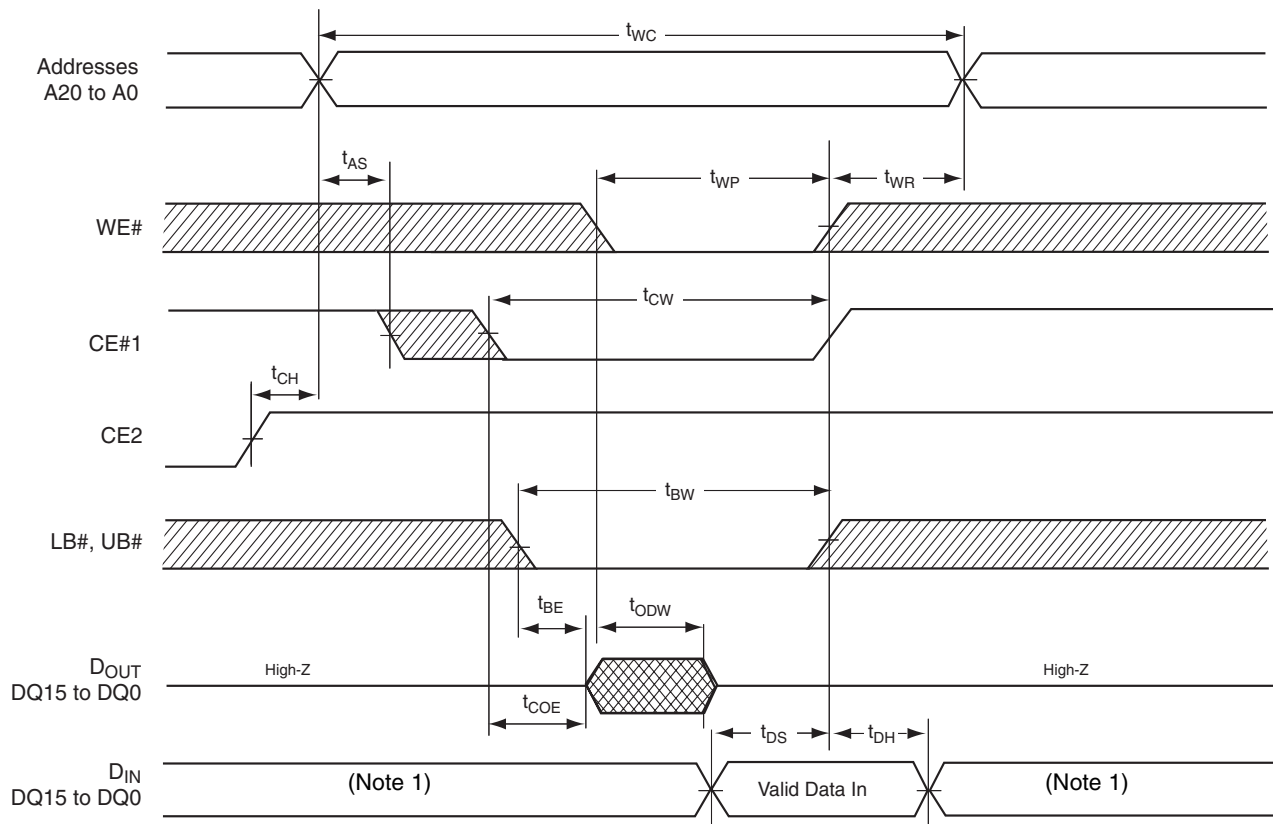 tWC
Addresses
A20 to A0
tAS
tWP
tWR
WE#
tCW
CE#1
tCH
CE2
tBW
LB#, UB#
tBE
tODW
DOUT
DQ15 to DQ0
High-Z
High-Z
tCOE
tDS
tDH
DIN
DQ15 to DQ0
(Note 1)
Valid Data In
(Note 1)